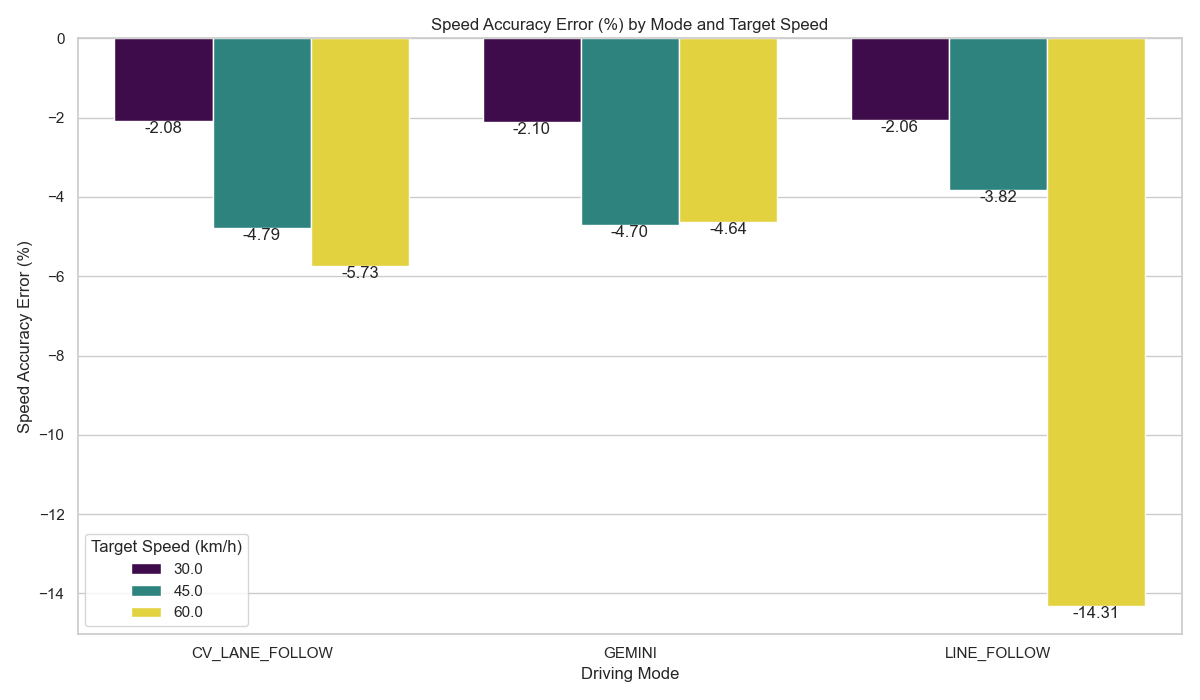 Speed Accuracy Error (%) by Mode and Target Speed
Speed Accuracy Error (%)
0
−2
−4
−6
−8
−10
−12
−14
-2.08
-4.79
-5.73
-2.10
-4.70
-4.64
-2.06
-3.82
-14.31
Target Speed (km/h)
30.0
45.0
60.0
CV_LANE_FOLLOW
GEMINI
LINE_FOLLOW
Driving Mode